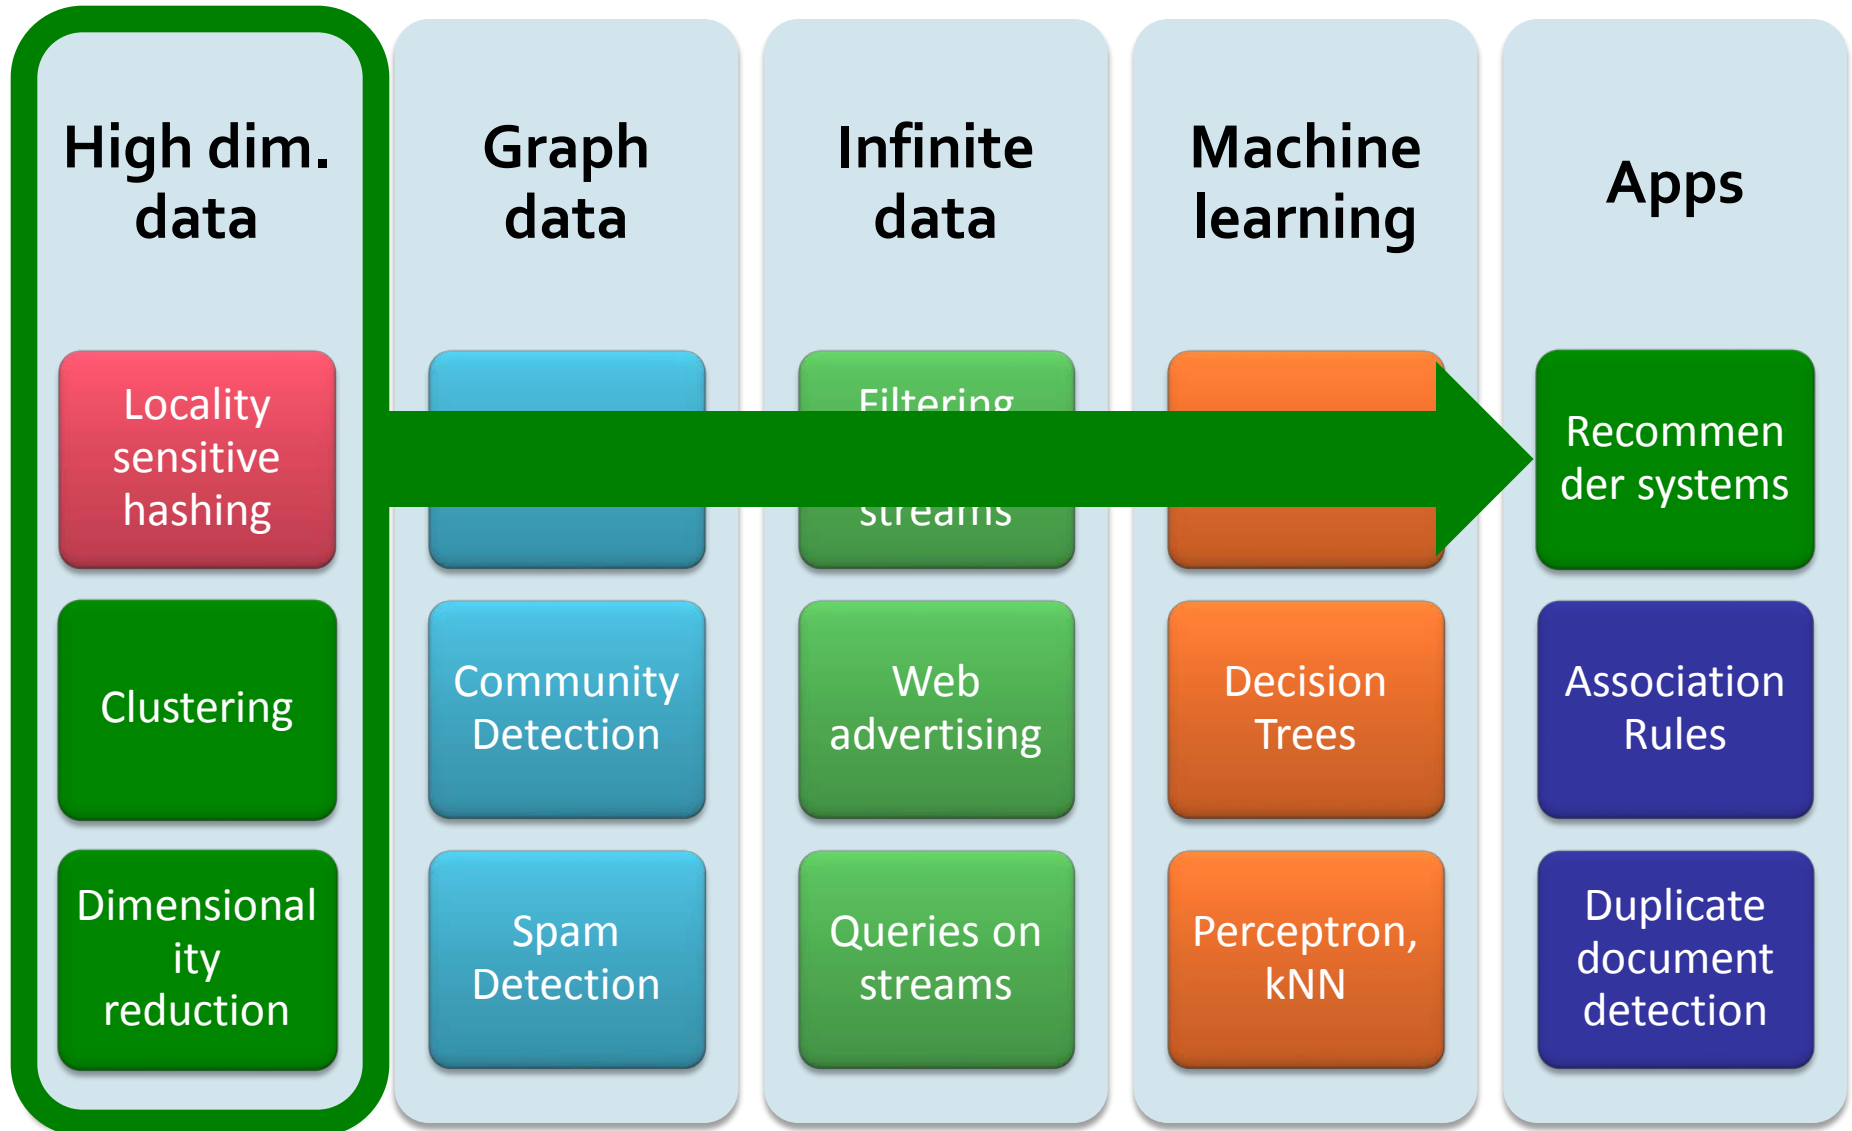 High dim.
data
Locality
sensitive
hashing
Clustering
Dimensional
ity
reduction
Graph
data
Community
Detection
Spam
Detection
Infinite
data
Filtering
streams
Web
advertising
Queries on
streams
Machine
learning
Decision
Trees
Perceptron,
kNN
Apps
Recommen
der systems
Association
Rules
Duplicate
document
detection